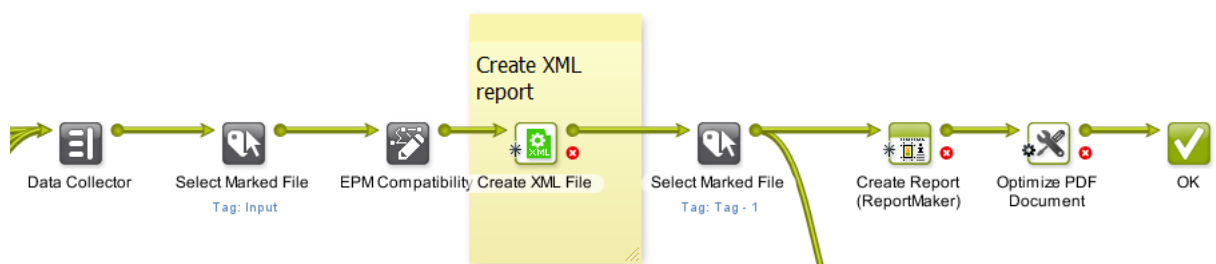 Create XML
report
XML
Data Collector
Select Marked File
Tag: Input
EPM Compatibility
Create XML File
Select Marked File
Tag: Tag - 1
Create Report
(ReportMaker)
Optimize PDF
Document
OK